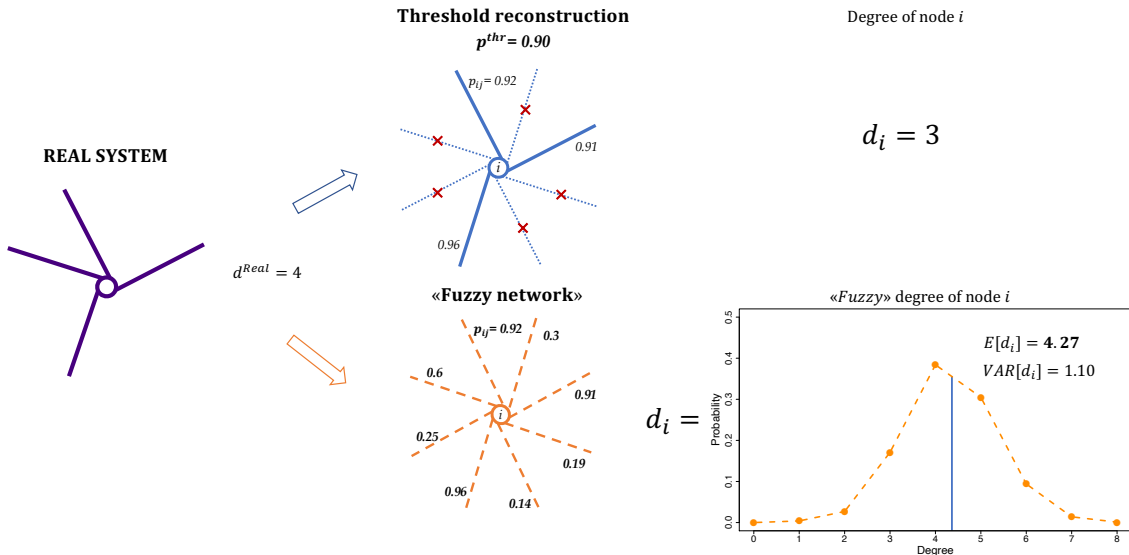 Threshold reconstruction
p^thr = 0.90
Degree of node i
p_ij = 0.92
0.91
i
0.96
d_i = 3
REAL SYSTEM
d^Real = 4
«Fuzzy network»
p_ij = 0.92
0.3
0.6
0.91
i
0.25
0.19
0.96
0.14
«Fuzzy» degree of node i
d_i =
E[d_i] = 4.27
VAR[d_i] = 1.10
Probability
0.5
0.4
0.3
0.2
0.1
0.0
0 1 2 3 4 5 6 7 8
Degree